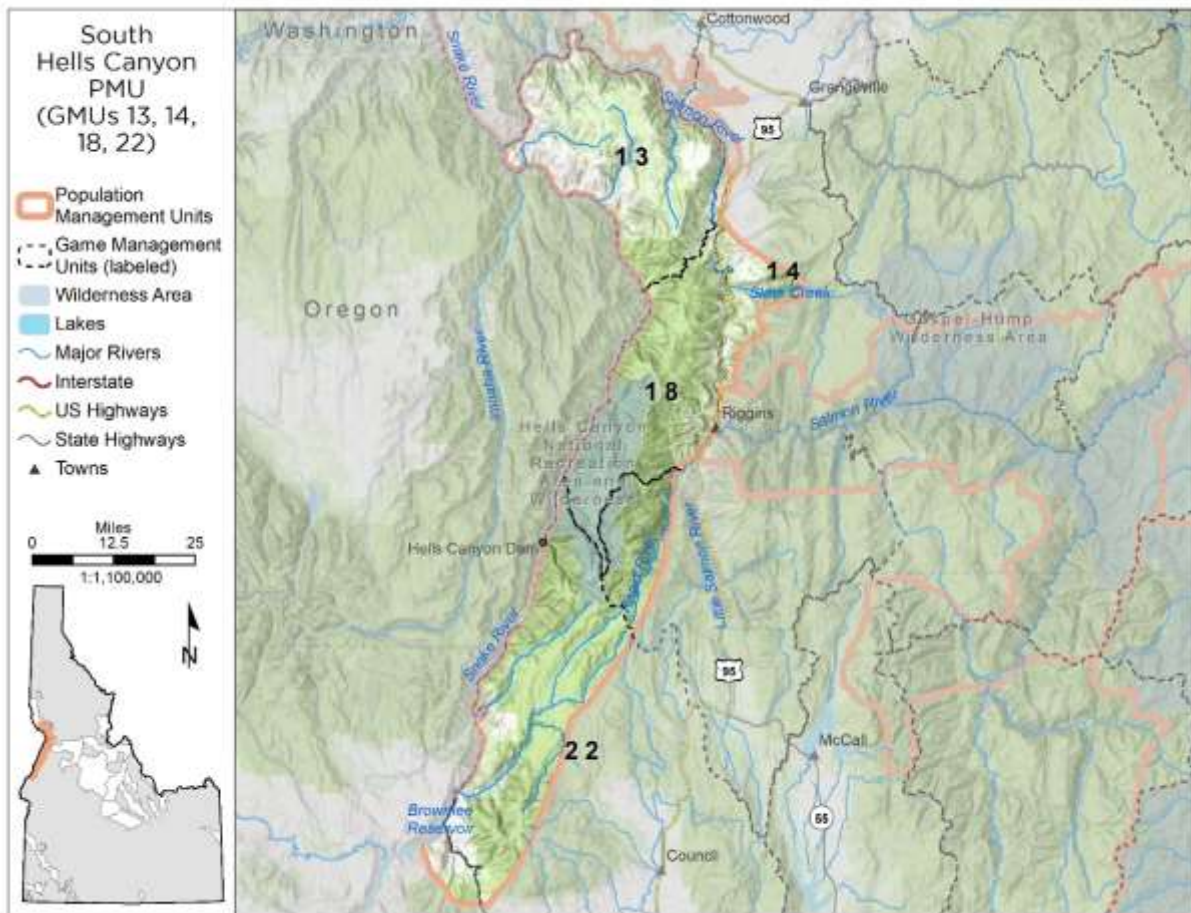 South
Hells Canyon
PMU
(GMUs 13, 14,
18, 22)
Population
Management Units
Game Management
Units (labeled)
Wilderness Area
Lakes
Major Rivers
Interstate
US Highways
State Highways
Towns
Miles
0 12.5 25
1:1,100,000
N
Washington
Snake River
Cottonwood
Grangeville
Salmon River
95
13
14
Slate Creek
Oregon
Imnaha River
Gospel-Hump
Wilderness Area
18
Riggins
Salmon River
Hells Canyon
National
Recreation
Area and
Wilderness
Hells Canyon Dam
Rapid River
Little Salmon River
Snake River
95
McCall
22
Brownlee
Reservoir
55
Council